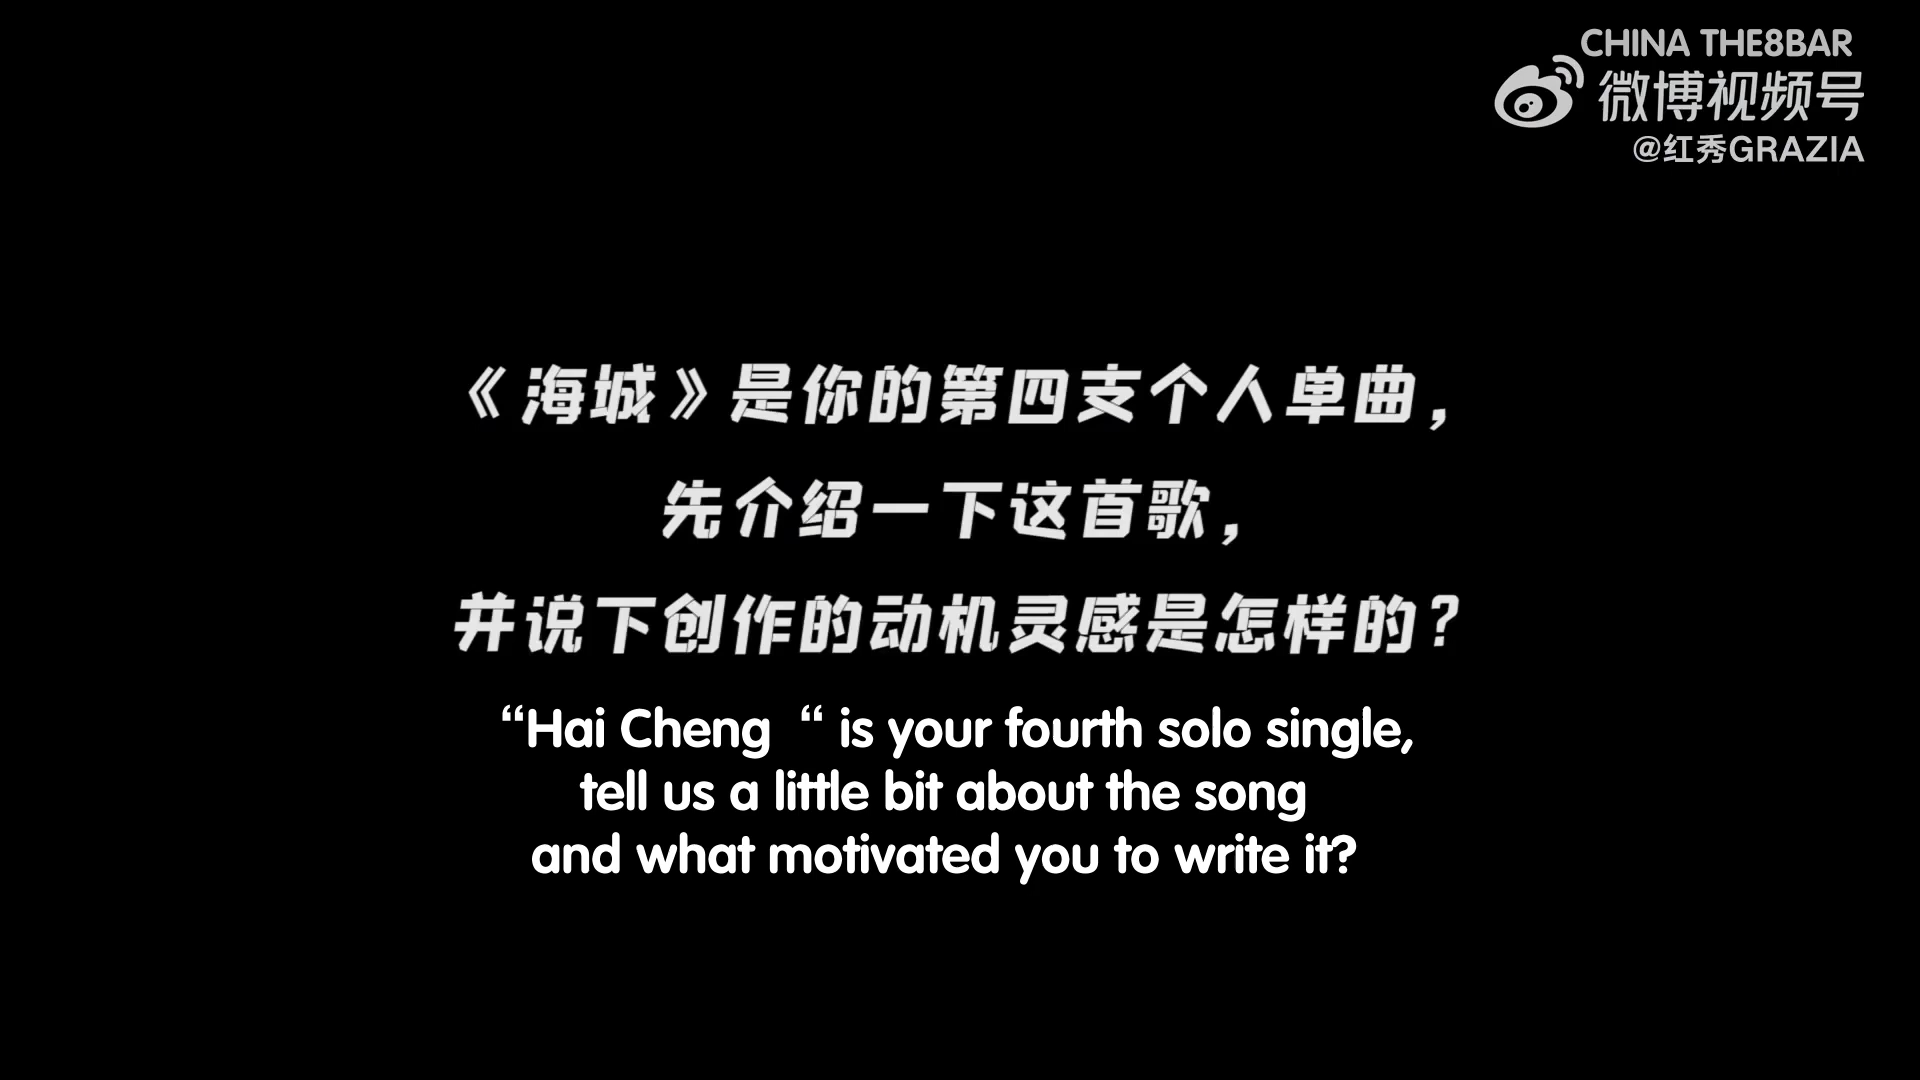 CHINA THE8BAR
微博视频号
@红秀GRAZIA
《海城》是你的第四支个人单曲，
先介绍一下这首歌，
并说下创作的动机灵感是怎样的？
“Hai Cheng “ is your fourth solo single,
tell us a little bit about the song
and what motivated you to write it?